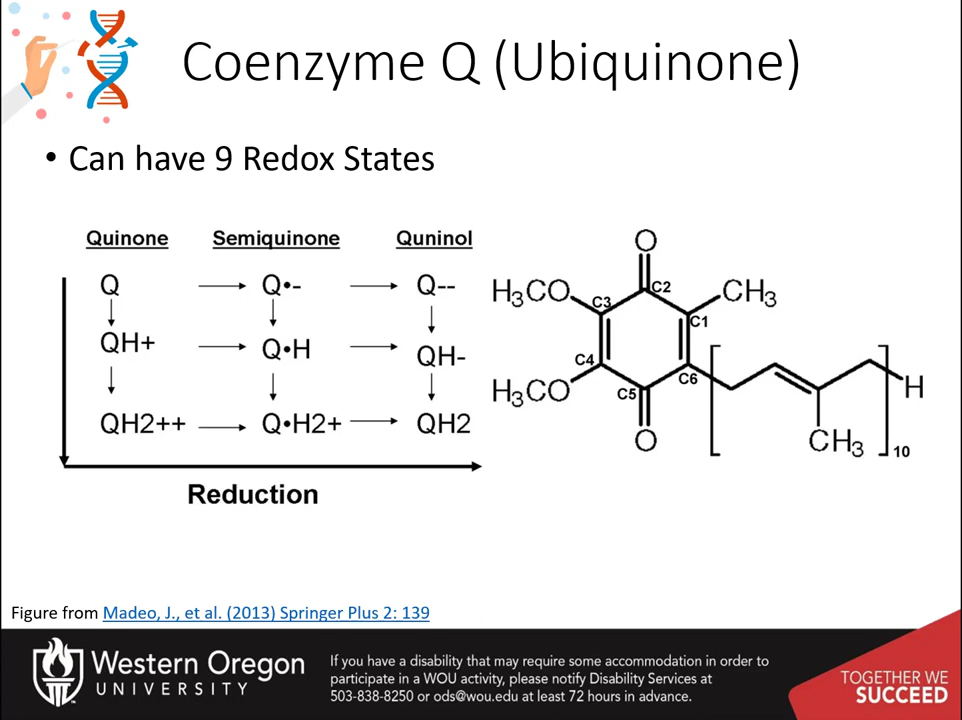 Coenzyme Q (Ubiquinone)
• Can have 9 Redox States
Quinone Semiquinone Quninol
Q Q•- Q--
QH+ Q•H QH-
QH2++ Q•H2+ QH2
Reduction
O
H3CO C3 C2 CH3
C1
C4
H3CO C5 C6 H
O CH3 10
Figure from Madeo, J., et al. (2013) Springer Plus 2: 139
Western Oregon
UNIVERSITY
If you have a disability that may require some accommodation in order to
participate in a WOU activity, please notify Disability Services at
503-838-8250 or ods@wou.edu at least 72 hours in advance.
TOGETHER WE
SUCCEED